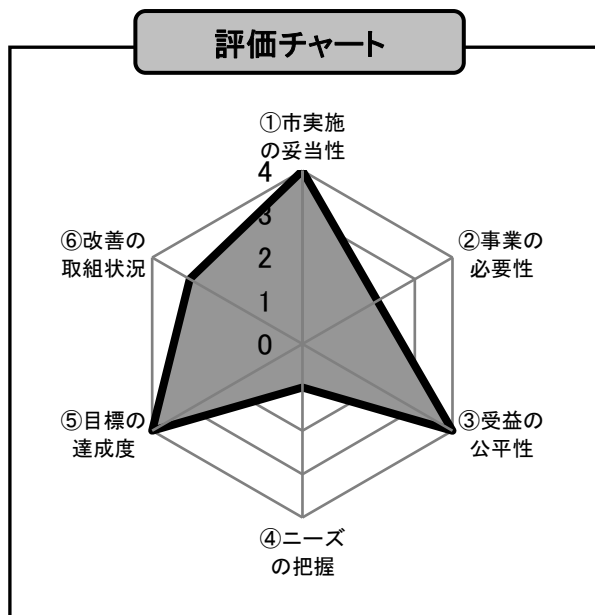 評価チャート
①市実施
の妥当性
4
3
2
1
0
②事業の
必要性
③受益の
公平性
④ニーズ
の把握
⑤目標の
達成度
⑥改善の
取組状況